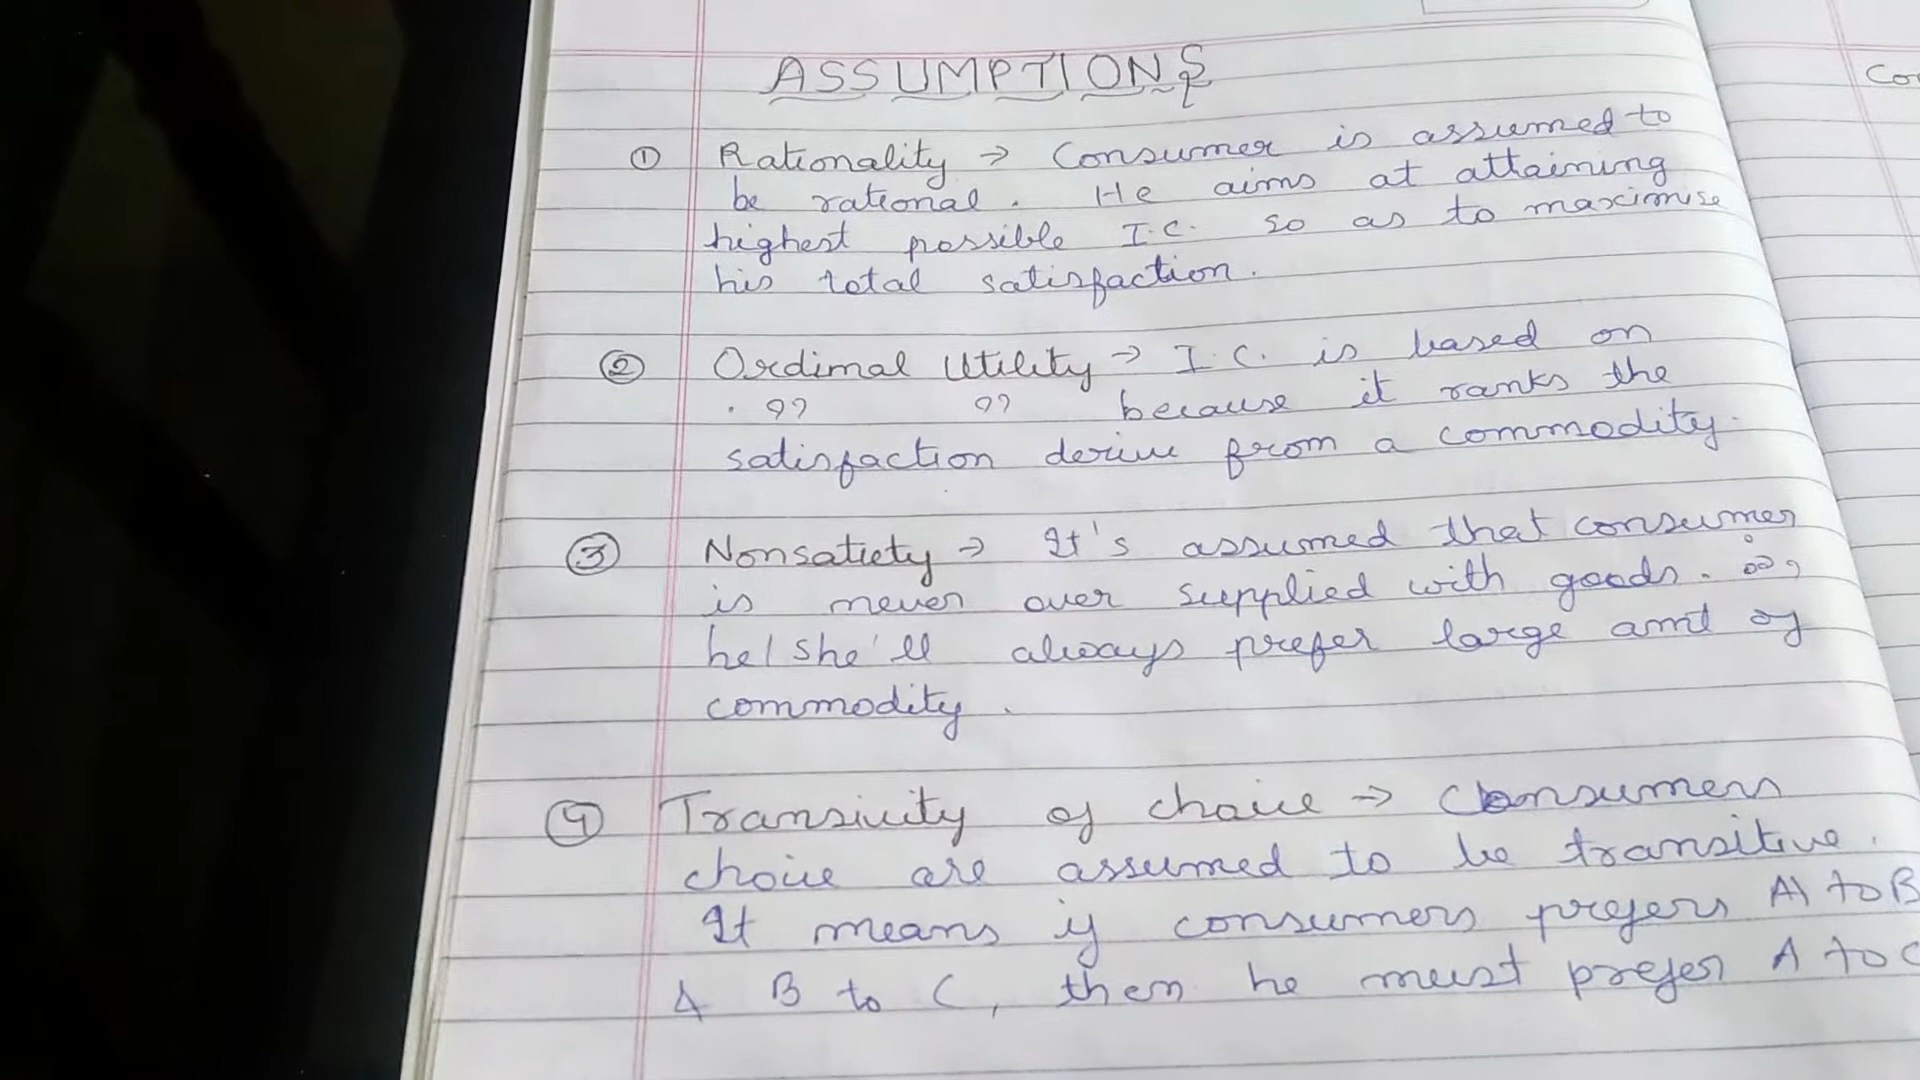 ASSUMPTIONS
Con
① Rationality → Consumer is assumed to
be rational. He aims at attaining
highest possible I.C. so as to maximise
his total satisfaction.
② Ordinal Utility → I.C. is based on
" " because it ranks the
satisfaction derive from a commodity.
③ Nonsatiety → It's assumed that consumer
is never over supplied with goods.
he/she'll always prefer large amt of
commodity.
④ Transivity of choice → Consumers
choice are assumed to be transitive.
It means if consumers prefers A to B
& B to C, then he must prefer A to C